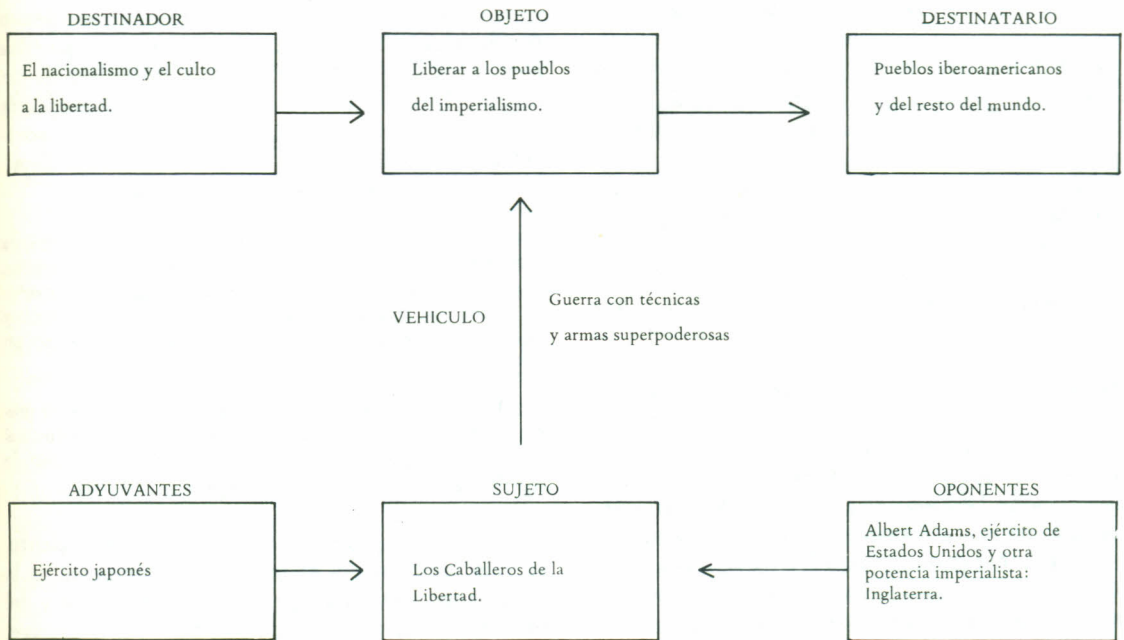 DESTINADOR
El nacionalismo y el culto
a la libertad.
OBJETO
Liberar a los pueblos
del imperialismo.
DESTINATARIO
Pueblos iberoamericanos
y del resto del mundo.
VEHICULO
Guerra con técnicas
y armas superpoderosas
ADYUVANTES
Ejército japonés
SUJETO
Los Caballeros de la
Libertad.
OPONENTES
Albert Adams, ejército de
Estados Unidos y otra
potencia imperialista:
Inglaterra.